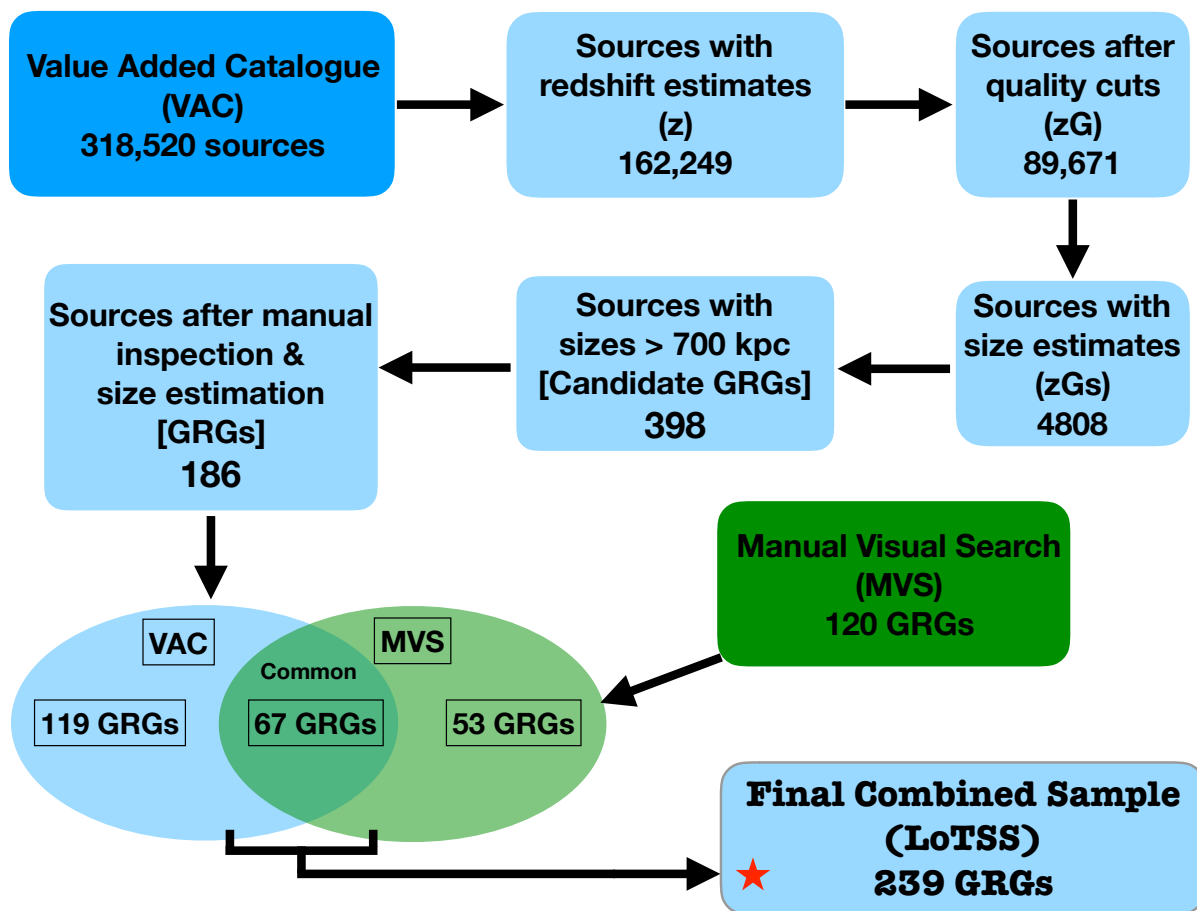 Value Added Catalogue
(VAC)
318,520 sources
Sources with
redshift estimates
(z)
162,249
Sources after
quality cuts
(zG)
89,671
Sources with
size estimates
(zGs)
4808
Sources with
sizes > 700 kpc
[Candidate GRGs]
398
Sources after manual
inspection &
size estimation
[GRGs]
186
Manual Visual Search
(MVS)
120 GRGs
VAC
MVS
Common
119 GRGs
67 GRGs
53 GRGs
Final Combined Sample
(LoTSS)
239 GRGs